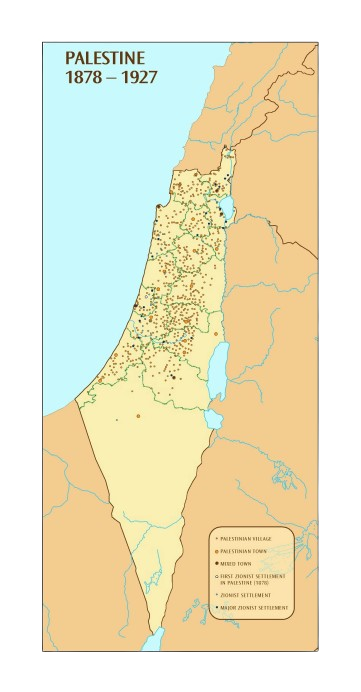 PALESTINE
1878 – 1927
PALESTINIAN VILLAGE
PALESTINIAN TOWN
MIXED TOWN
FIRST ZIONIST SETTLEMENT
IN PALESTINE (1878)
ZIONIST SETTLEMENT
MAJOR ZIONIST SETTLEMENT